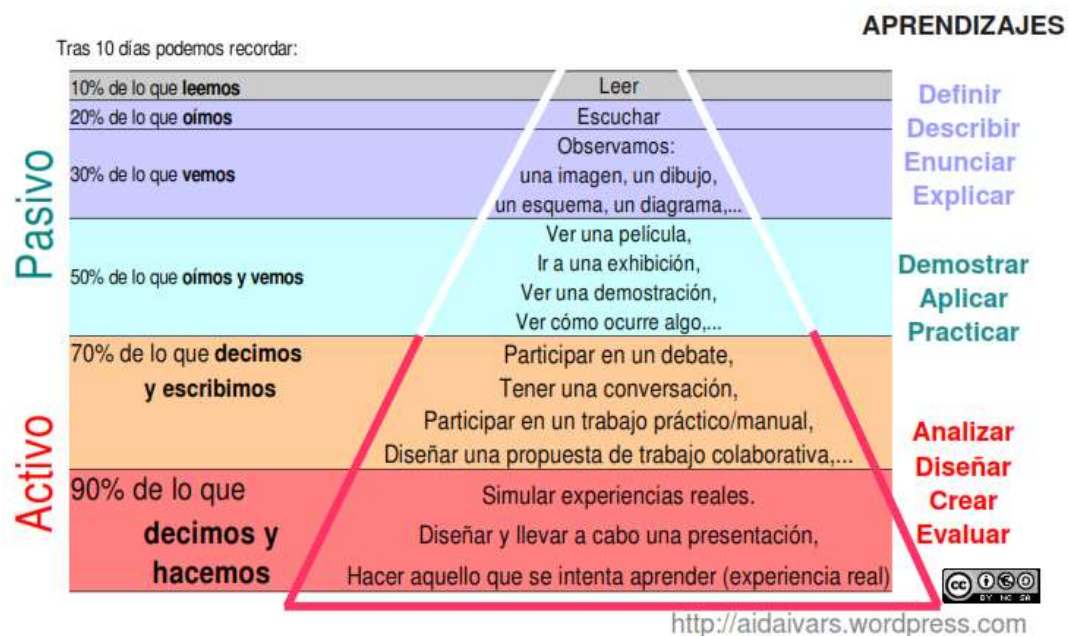 APRENDIZAJES
Tras 10 días podemos recordar:
Pasivo
10% de lo que leemos
Leer
20% de lo que oímos
Escuchar
30% de lo que vemos
Observamos:
una imagen, un dibujo,
un esquema, un diagrama,...
Definir
Describir
Enunciar
Explicar
50% de lo que oímos y vemos
Ver una película,
Ir a una exhibición,
Ver una demostración,
Ver cómo ocurre algo,...
Demostrar
Aplicar
Practicar
Activo
70% de lo que decimos
y escribimos
Participar en un debate,
Tener una conversación,
Participar en un trabajo práctico/manual,
Diseñar una propuesta de trabajo colaborativa,...
90% de lo que
decimos y
hacemos
Simular experiencias reales.
Diseñar y llevar a cabo una presentación,
Hacer aquello que se intenta aprender (experiencia real)
Analizar
Diseñar
Crear
Evaluar
cc
BY NC SA
http://aidaivars.wordpress.com